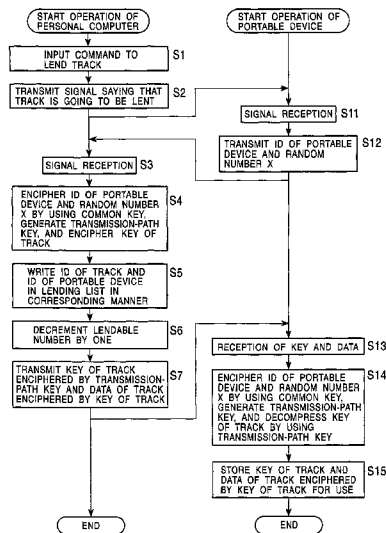 START OPERATION OF
PERSONAL COMPUTER
INPUT COMMAND TO
LEND TRACK
S1
TRANSMIT SIGNAL SAYING THAT
TRACK IS GOING TO BE LENT
S2
SIGNAL RECEPTION
S3
ENCIPHER ID OF PORTABLE
DEVICE AND RANDOM NUMBER
X BY USING COMMON KEY,
GENERATE TRANSMISSION-PATH
KEY, AND ENCIPHER KEY OF
TRACK
S4
WRITE ID OF TRACK AND
ID OF PORTABLE DEVICE
IN LENDING LIST IN
CORRESPONDING MANNER
S5
DECREMENT LENDABLE
NUMBER BY ONE
S6
TRANSMIT KEY OF TRACK
ENCIPHERED BY TRANSMISSION-
PATH KEY AND DATA OF TRACK
ENCIPHERED BY KEY OF TRACK
S7
END
START OPERATION OF
PORTABLE DEVICE
SIGNAL RECEPTION
S11
TRANSMIT ID OF PORTABLE
DEVICE AND RANDOM
NUMBER X
S12
RECEPTION OF KEY AND DATA
S13
ENCIPHER ID OF PORTABLE
DEVICE AND RANDOM NUMBER
X BY USING COMMON KEY,
GENERATE TRANSMISSION-PATH
KEY, AND DECOMPRESS KEY
OF TRACK BY USING
TRANSMISSION-PATH KEY
S14
STORE KEY OF TRACK AND
DATA OF TRACK ENCIPHERED
BY KEY OF TRACK FOR USE
S15
END